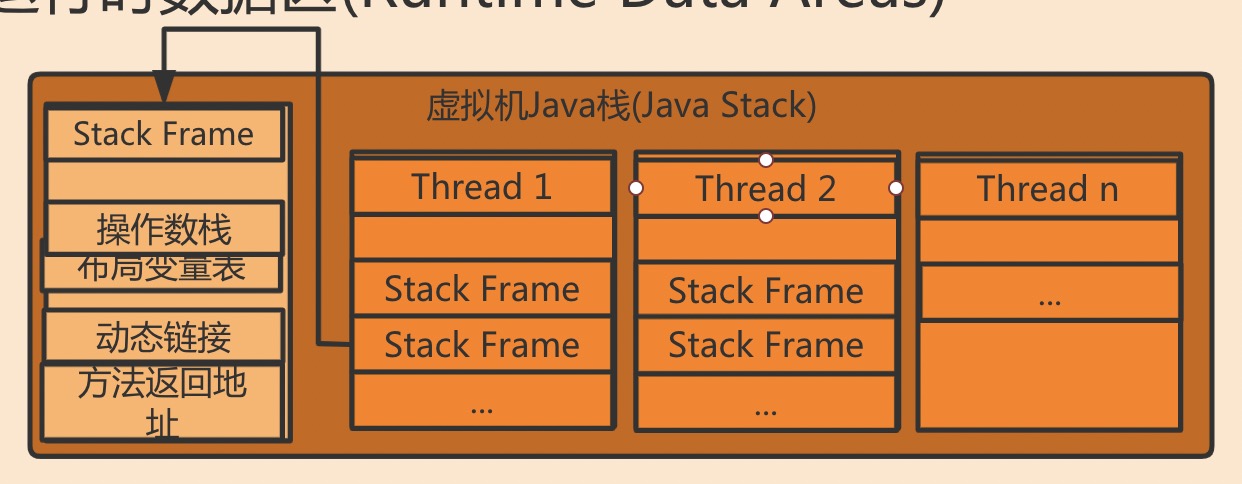 运行时数据区(Runtime Data Areas)
虚拟机Java栈(Java Stack)
Stack Frame
操作数栈
布局变量表
动态链接
方法返回地
址
Thread 1
Stack Frame
Stack Frame
...
Thread 2
Stack Frame
Stack Frame
...
Thread n
...